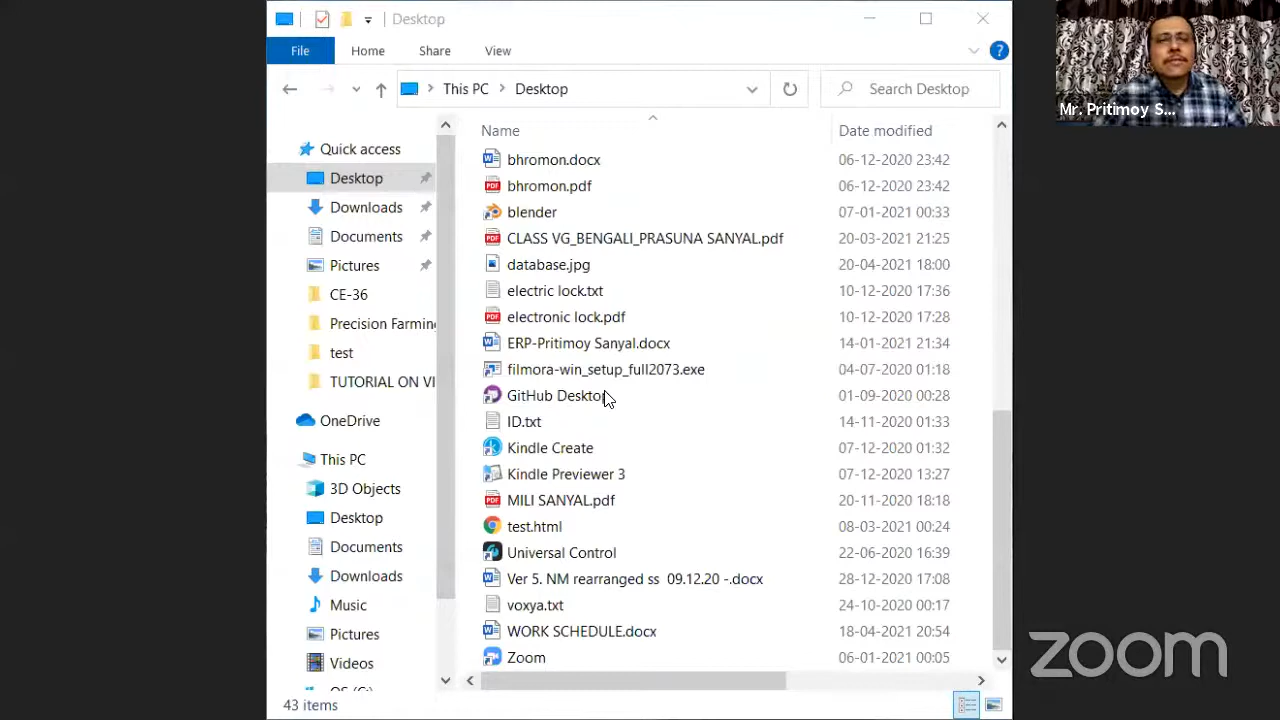 Desktop
File Home Share View
This PC Desktop
Search Desktop
Mr. Pritimoy S...
Quick access
Desktop
Downloads
Documents
Pictures
CE-36
Precision Farmin
test
TUTORIAL ON VI
OneDrive
This PC
3D Objects
Desktop
Documents
Downloads
Music
Pictures
Videos
Name Date modified
bhromon.docx 06-12-2020 23:42
bhromon.pdf 06-12-2020 23:42
blender 07-01-2021 00:33
CLASS VG_BENGALI_PRASUNA SANYAL.pdf 20-03-2021 21:25
database.jpg 20-04-2021 18:00
electric lock.txt 10-12-2020 17:36
electronic lock.pdf 10-12-2020 17:28
ERP-Pritimoy Sanyal.docx 14-01-2021 21:34
filmora-win_setup_full2073.exe 04-07-2020 01:18
GitHub Desktop 01-09-2020 00:28
ID.txt 14-11-2020 01:33
Kindle Create 07-12-2020 01:32
Kindle Previewer 3 07-12-2020 13:27
MILI SANYAL.pdf 20-11-2020 18:18
test.html 08-03-2021 00:24
Universal Control 22-06-2020 16:39
Ver 5. NM rearranged ss 09.12.20 -.docx 28-12-2020 17:08
voxya.txt 24-10-2020 00:17
WORK SCHEDULE.docx 18-04-2021 20:54
Zoom 06-01-2021 00:05
43 items
zoom